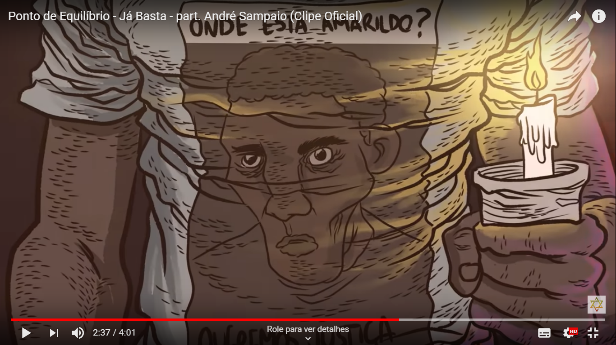 Ponto de Equilíbrio - Já Basta - part. André Sampaio (Clipe Oficial)
ONDE ESTÁ AMARILDO?
2:37 / 4:01
Role para ver detalhes
HD